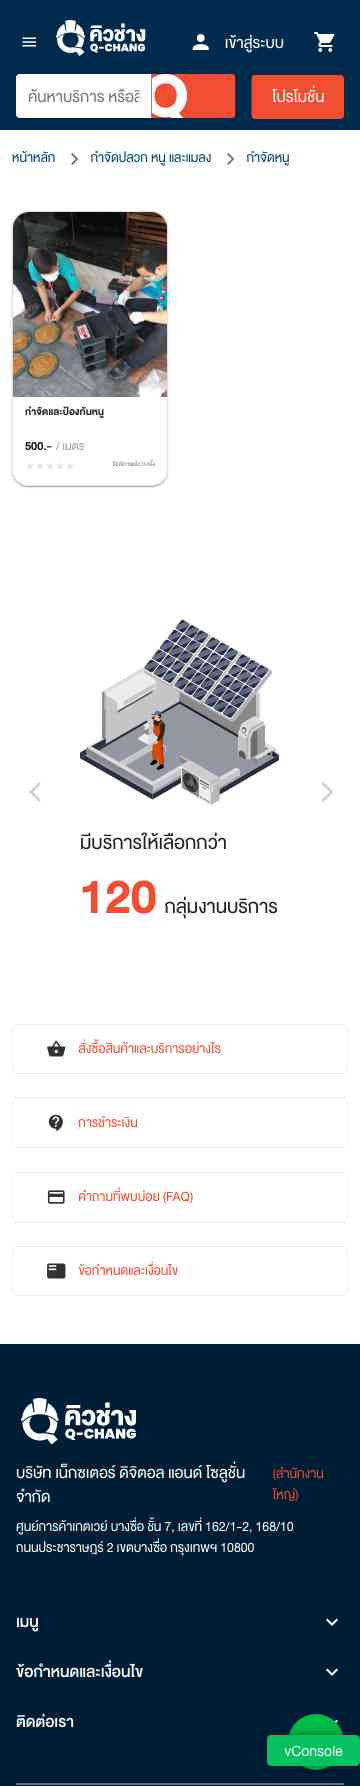 คิวช่าง
Q-CHANG
เข้าสู่ระบบ
ค้นหาบริการ หรือสิ
โปรโมชั่น
หน้าหลัก > กำจัดปลวก หนู และแมลง > กำจัดหนู
กำจัดและป้องกันหนู
500.- / เมตร
มีบริการให้เลือกกว่า
120 กลุ่มงานบริการ
สั่งซื้อสินค้าและบริการอย่างไร
การชำระเงิน
คำถามที่พบบ่อย (FAQ)
ข้อกำหนดและเงื่อนไข
คิวช่าง
Q-CHANG
บริษัท เน็กซเตอร์ ดิจิตอล แอนด์ โซลูชั่น
จำกัด
(สำนักงาน
ใหญ่)
ศูนย์การค้าเกตเวย์ บางซื่อ ชั้น 7, เลขที่ 162/1-2, 168/10
ถนนประชาราษฎร์ 2 เขตบางซื่อ กรุงเทพฯ 10800
เมนู
ข้อกำหนดและเงื่อนไข
ติดต่อเรา
vConsole